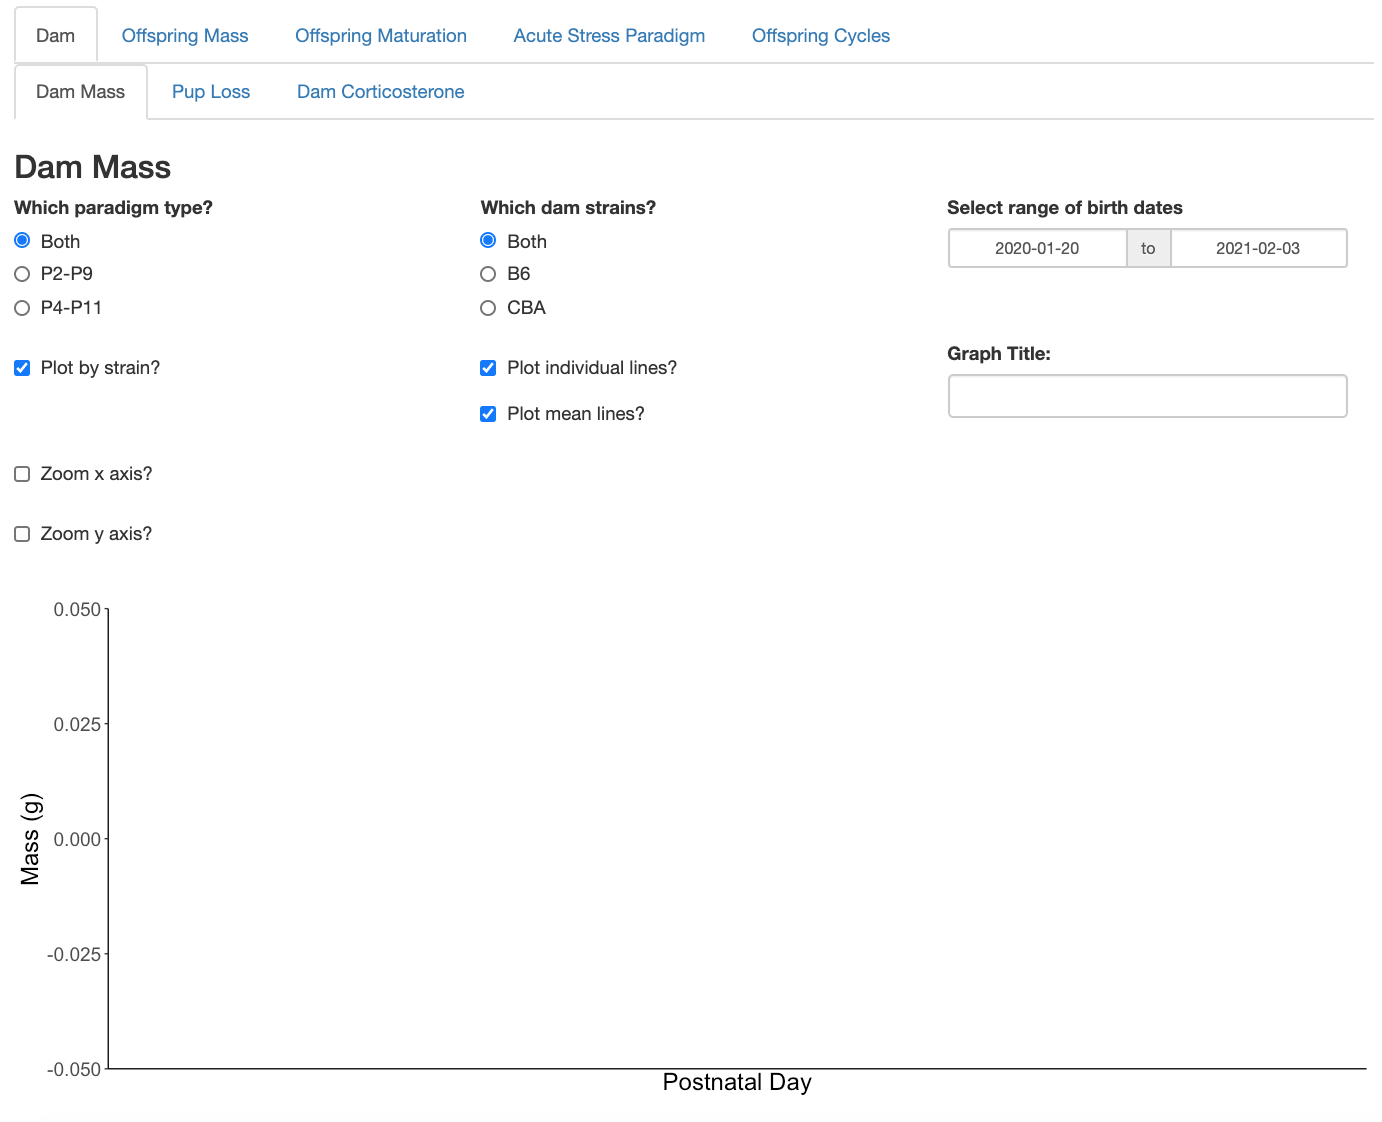 Dam Offspring Mass Offspring Maturation Acute Stress Paradigm Offspring Cycles
Dam Mass Pup Loss Dam Corticosterone
Dam Mass
Which paradigm type?
Both
P2-P9
P4-P11
Which dam strains?
Both
B6
CBA
Select range of birth dates
2020-01-20 to 2021-02-03
Plot by strain?
Plot individual lines?
Plot mean lines?
Graph Title:
Zoom x axis?
Zoom y axis?
Mass (g)
0.050
0.025
0.000
-0.025
-0.050
Postnatal Day